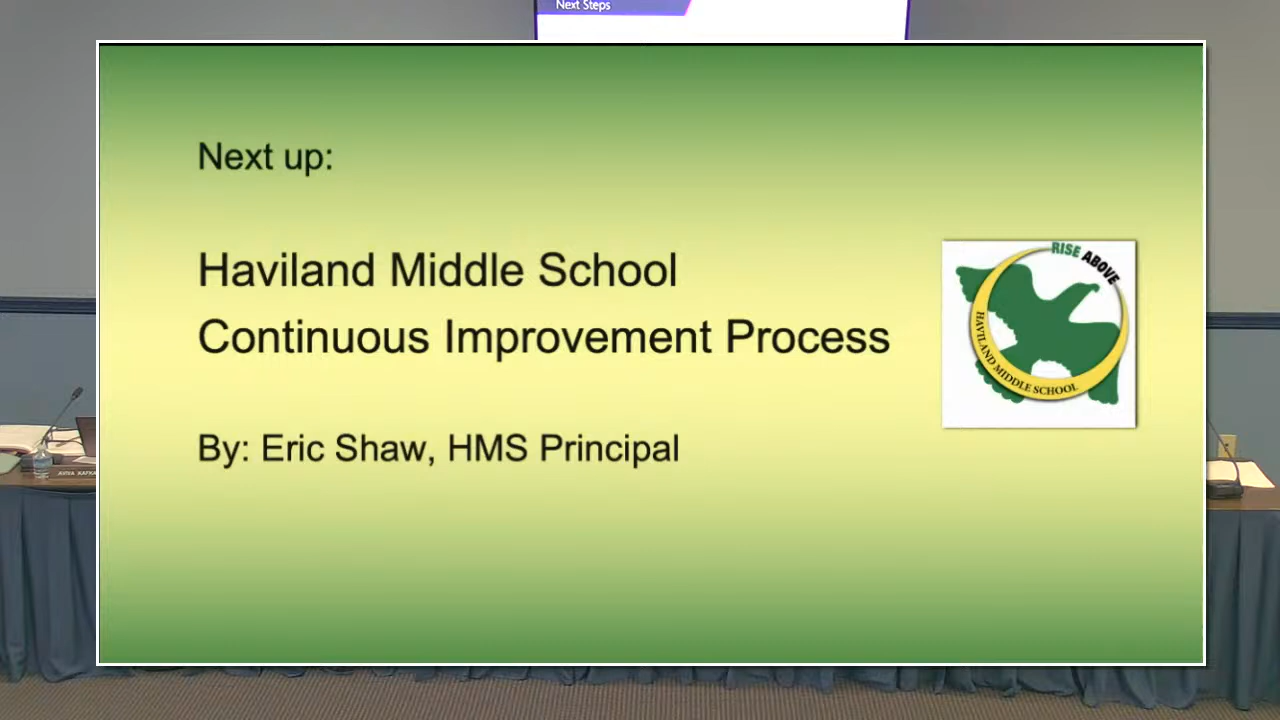 Next Steps
Next up:
Haviland Middle School
Continuous Improvement Process
By: Eric Shaw, HMS Principal
RISE ABOVE
HAVILAND MIDDLE SCHOOL